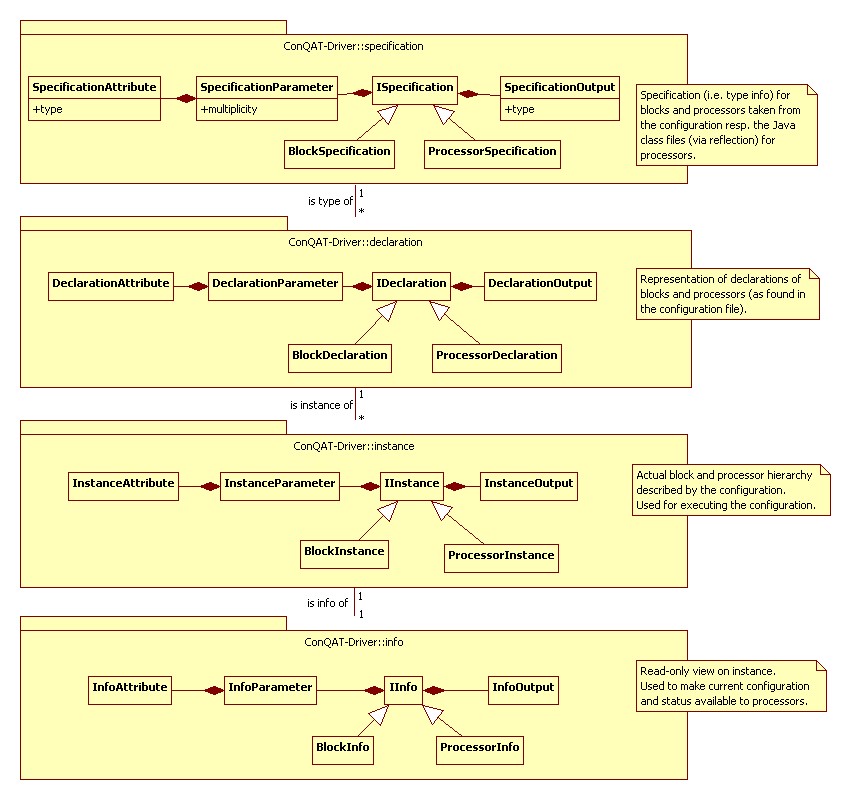 ConQAT-Driver::specification
SpecificationAttribute
+type
SpecificationParameter
+multiplicity
ISpecification
SpecificationOutput
+type
BlockSpecification
ProcessorSpecification
Specification (i.e. type info) for
blocks and processors taken from
the configuration resp. the Java
class files (via reflection) for
processors.
is type of
1
*
ConQAT-Driver::declaration
DeclarationAttribute
DeclarationParameter
IDeclaration
DeclarationOutput
BlockDeclaration
ProcessorDeclaration
Representation of declarations of
blocks and processors (as found in
the configuration file).
is instance of
1
*
ConQAT-Driver::instance
InstanceAttribute
InstanceParameter
IInstance
InstanceOutput
BlockInstance
ProcessorInstance
Actual block and processor hierarchy
described by the configuration.
Used for executing the configuration.
is info of
1
1
ConQAT-Driver::info
InfoAttribute
InfoParameter
IInfo
InfoOutput
BlockInfo
ProcessorInfo
Read-only view on instance.
Used to make current configuration
and status available to processors.